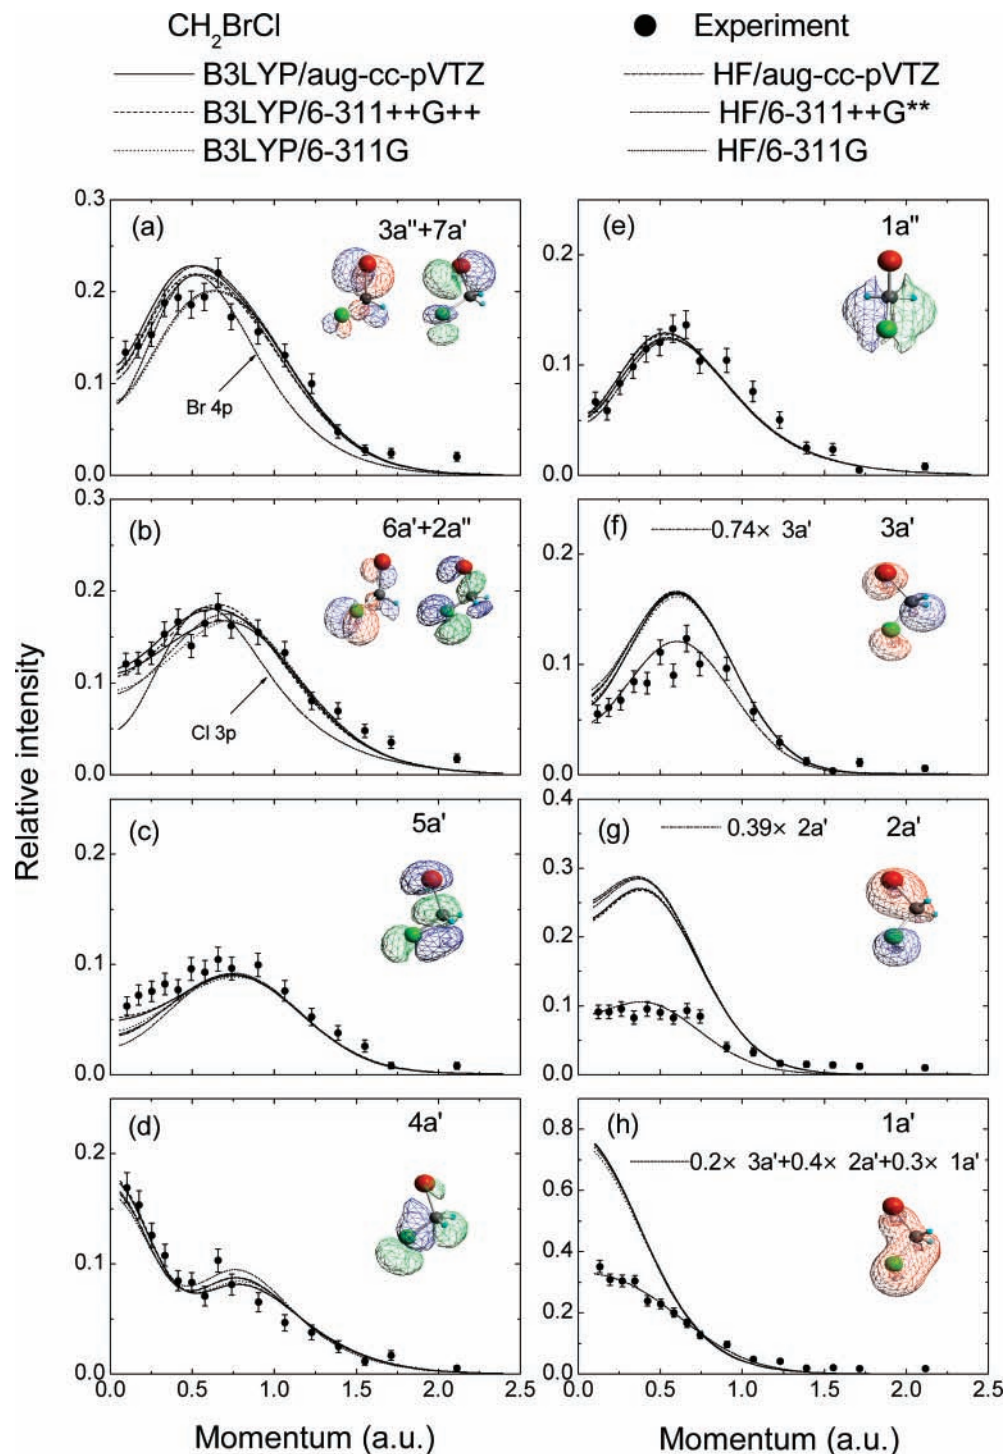 CH2BrCl
B3LYP/aug-cc-pVTZ
B3LYP/6-311++G++
B3LYP/6-311G
Experiment
HF/aug-cc-pVTZ
HF/6-311++G**
HF/6-311G
Relative intensity
0.3
0.2
0.1
0.0
(a)
3a"+7a'
Br 4p
0.3
0.2
0.1
0.0
(b)
6a'+2a"
Cl 3p
0.2
0.1
0.0
(c)
5a'
0.2
0.1
0.0
(d)
4a'
0.0 0.5 1.0 1.5 2.0 2.5
Momentum (a.u.)
0.2
0.1
0.0
(e)
1a"
0.2
0.1
0.0
(f)
0.74× 3a'
3a'
0.4
0.3
0.2
0.1
0.0
(g)
0.39× 2a'
2a'
0.8
0.6
0.4
0.2
0.0
(h)
1a'
0.2× 3a'+0.4× 2a'+0.3× 1a'
0.0 0.5 1.0 1.5 2.0 2.5
Momentum (a.u.)